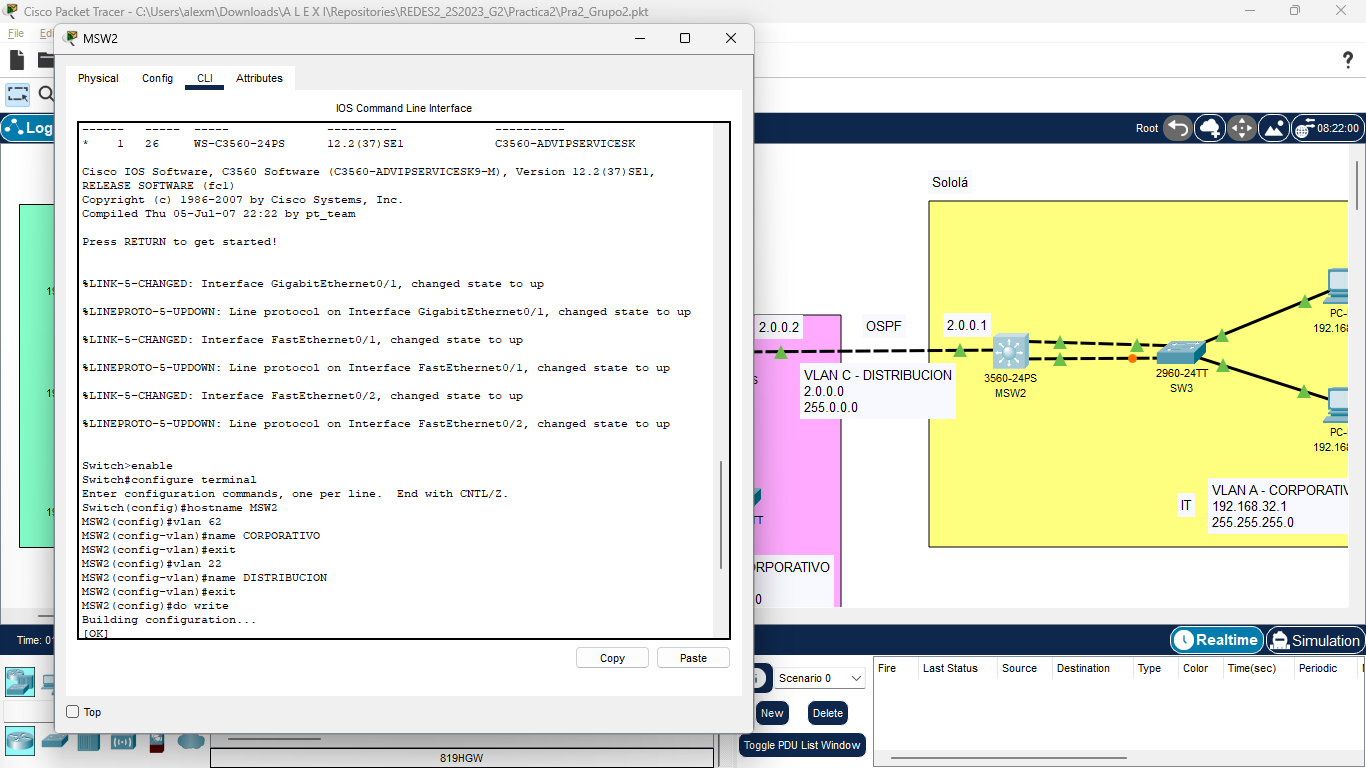 Cisco Packet Tracer - C:\Users\alexm\Downloads\A L E X I\Repositories\REDES2_2S2023_G2\Practica2\Pra2_Grupo2.pkt
File
MSW2
Physical
Config
CLI
Attributes
IOS Command Line Interface
------ ----- ----- ---------- ----------
* 1 26 WS-C3560-24PS 12.2(37)SE1 C3560-ADVIPSERVICESK
Cisco IOS Software, C3560 Software (C3560-ADVIPSERVICESK9-M), Version 12.2(37)SE1,
RELEASE SOFTWARE (fc1)
Copyright (c) 1986-2007 by Cisco Systems, Inc.
Compiled Thu 05-Jul-07 22:22 by pt_team
Press RETURN to get started!
%LINK-5-CHANGED: Interface GigabitEthernet0/1, changed state to up
%LINEPROTO-5-UPDOWN: Line protocol on Interface GigabitEthernet0/1, changed state to up
%LINK-5-CHANGED: Interface FastEthernet0/1, changed state to up
%LINEPROTO-5-UPDOWN: Line protocol on Interface FastEthernet0/1, changed state to up
%LINK-5-CHANGED: Interface FastEthernet0/2, changed state to up
%LINEPROTO-5-UPDOWN: Line protocol on Interface FastEthernet0/2, changed state to up
Switch>enable
Switch#configure terminal
Enter configuration commands, one per line.  End with CNTL/Z.
Switch(config)#hostname MSW2
MSW2(config)#vlan 62
MSW2(config-vlan)#name CORPORATIVO
MSW2(config-vlan)#exit
MSW2(config)#vlan 22
MSW2(config-vlan)#name DISTRIBUCION
MSW2(config-vlan)#exit
MSW2(config)#do write
Building configuration...
[OK]
Copy
Paste
Top
Log
Root
08:22:00
Sololá
2.0.0.2
OSPF
2.0.0.1
VLAN C - DISTRIBUCION
2.0.0.0
255.0.0.0
3560-24PS
MSW2
2960-24TT
SW3
PC-
192.168
PC-
192.168
IT
VLAN A - CORPORATIV
192.168.32.1
255.255.255.0
RPORATIVO
0
Time: 0
Realtime
Simulation
Scenario 0
New
Delete
Toggle PDU List Window
Fire
Last Status
Source
Destination
Type
Color
Time(sec)
Periodic
819HGW